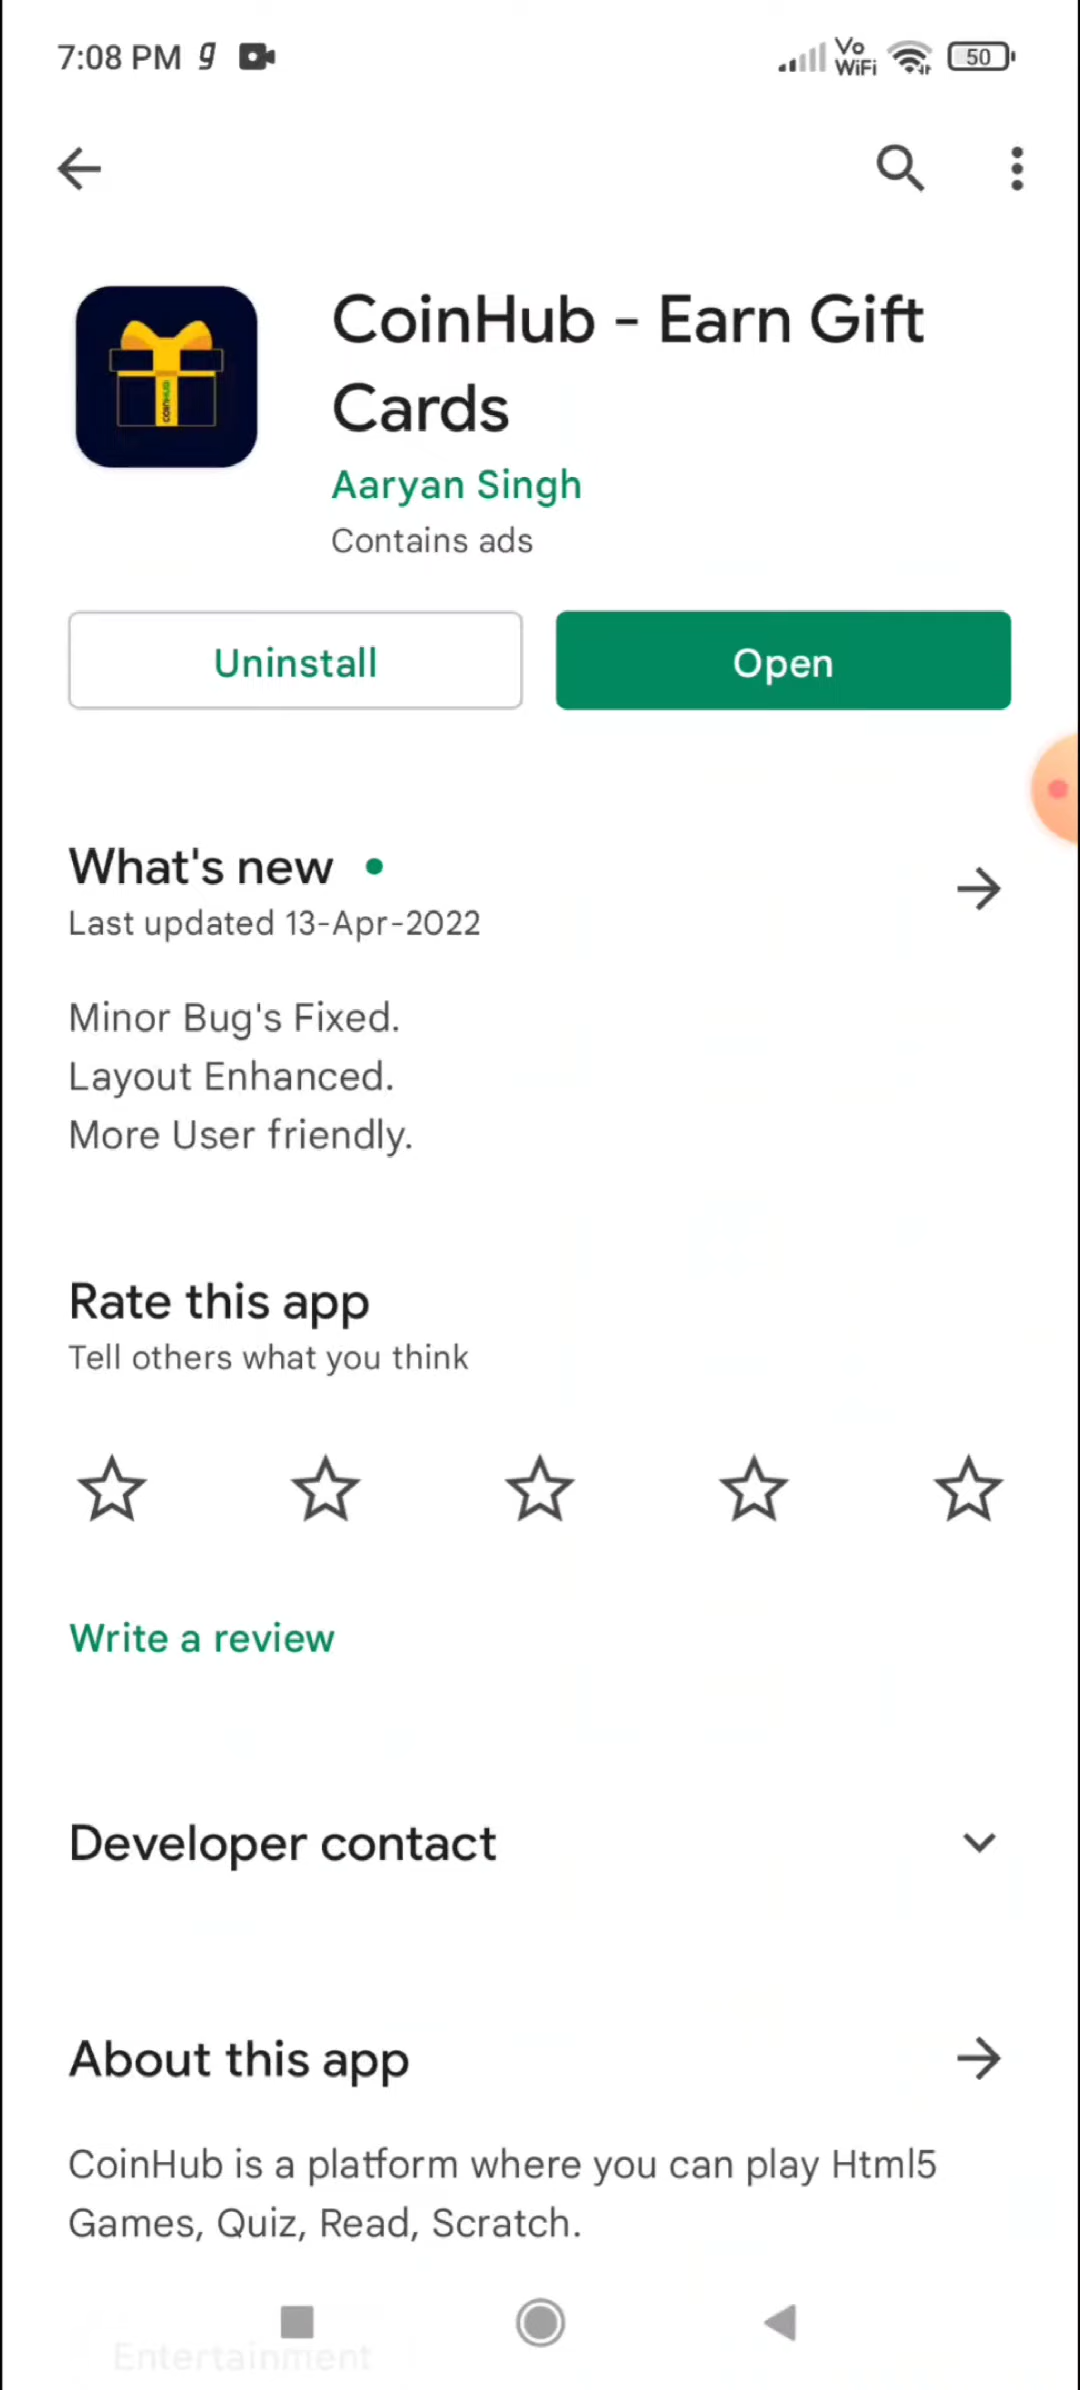 7:08 PM g
Vo
WiFi
50
CoinHub - Earn Gift
Cards
COINHUB
Aaryan Singh
Contains ads
Uninstall
Open
What's new
Last updated 13-Apr-2022
Minor Bug's Fixed.
Layout Enhanced.
More User friendly.
Rate this app
Tell others what you think
Write a review
Developer contact
About this app
CoinHub is a platform where you can play Html5
Games, Quiz, Read, Scratch.
Entertainment